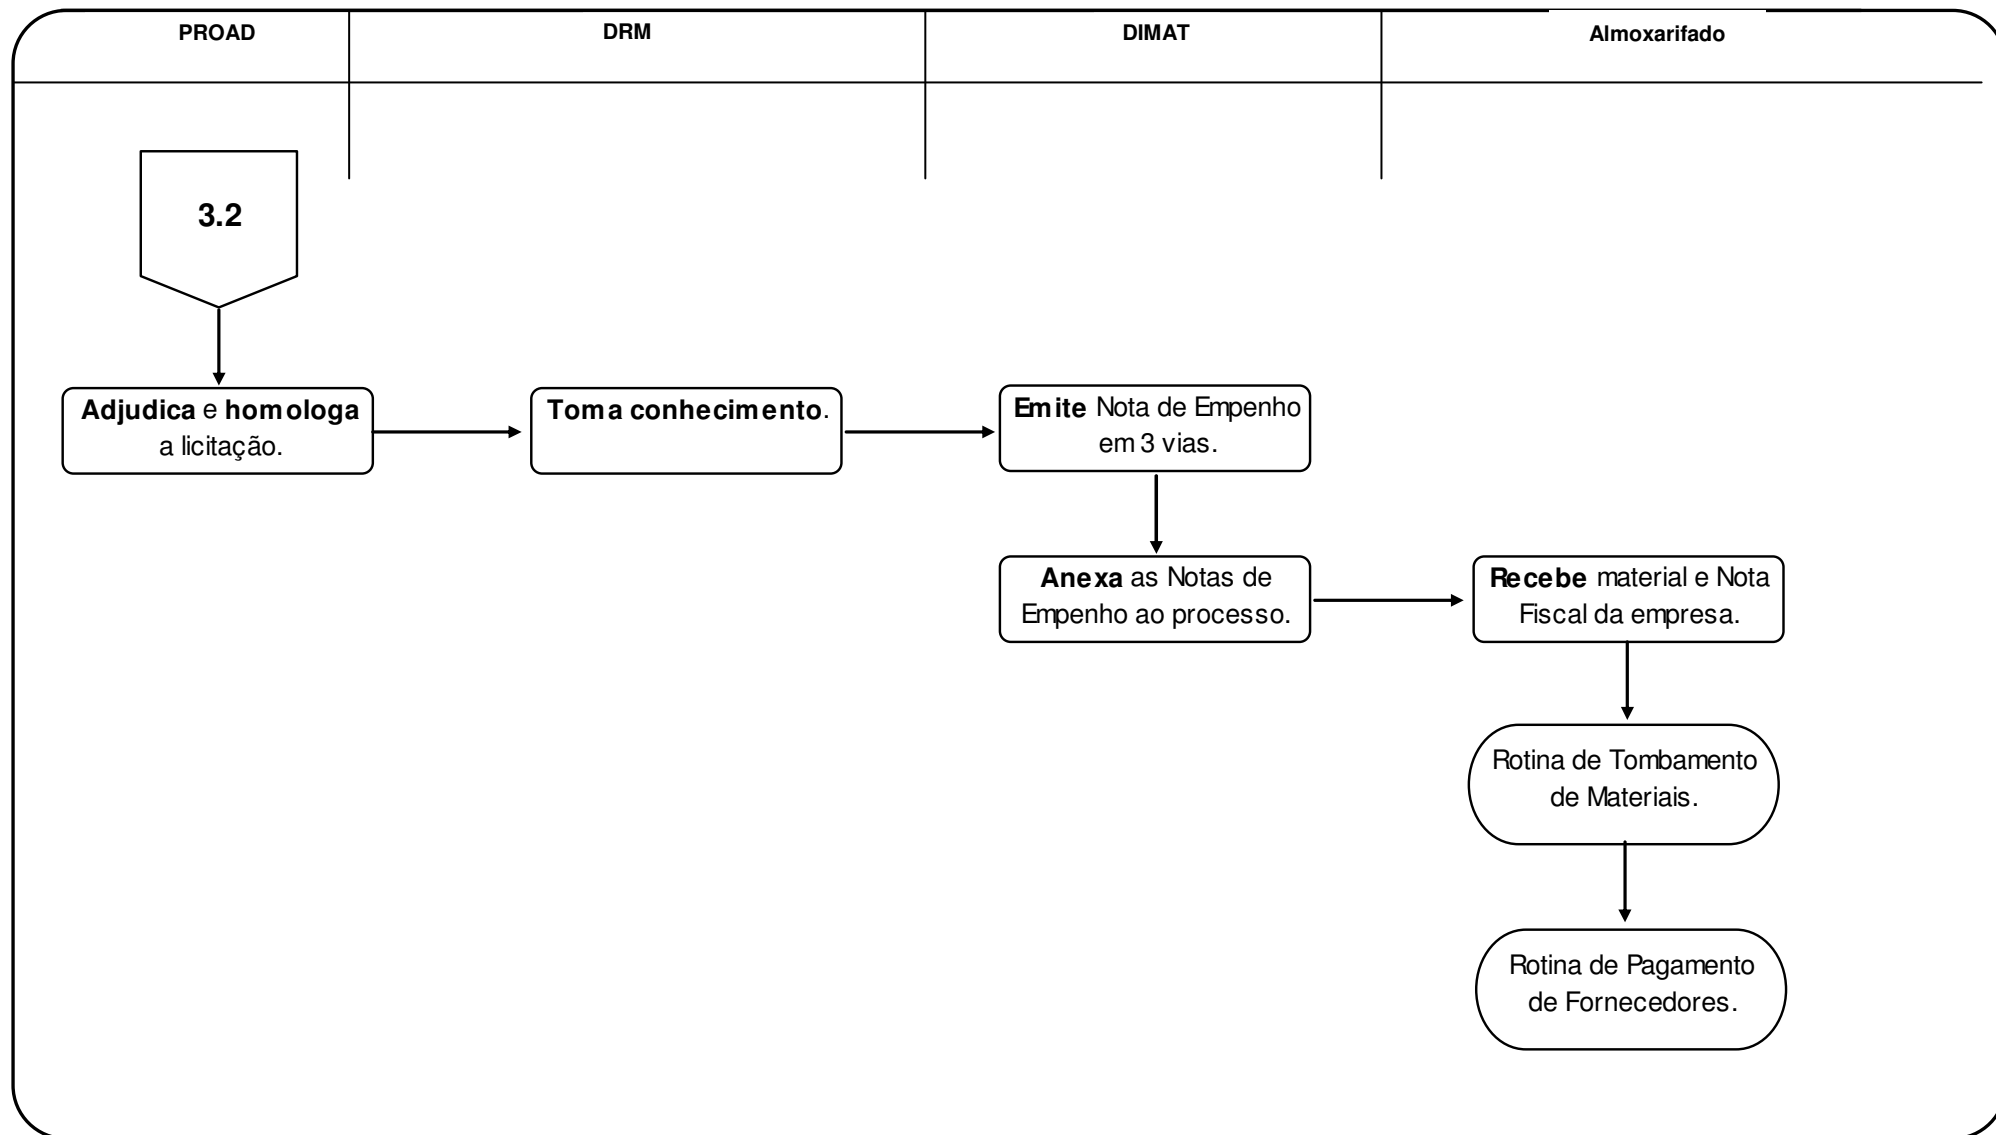 PROAD
DRM
DIMAT
Almoxarifado
3.2
Adjudica e homologa
a licitação.
Toma conhecimento.
Emite Nota de Empenho
em 3 vias.
Anexa as Notas de
Empenho ao processo.
Recebe material e Nota
Fiscal da empresa.
Rotina de Tombamento
de Materiais.
Rotina de Pagamento
de Fornecedores.